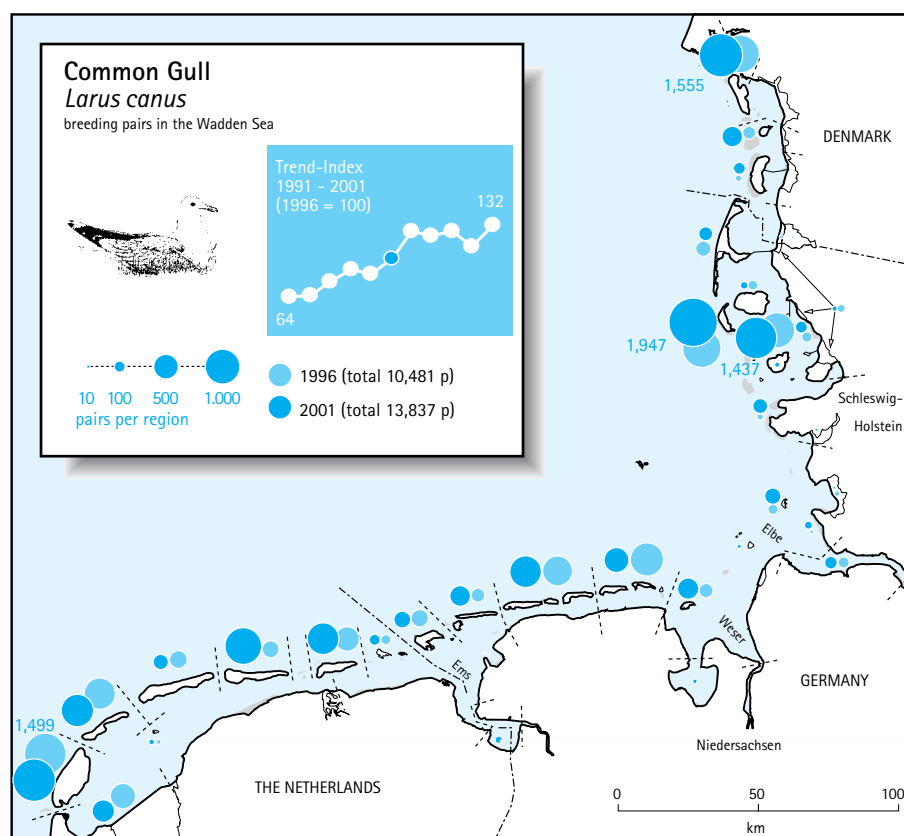 Common Gull
Larus canus
breeding pairs in the Wadden Sea
Trend-Index
1991 - 2001
(1996 = 100)
132
64
10 100 500 1.000
pairs per region
1996 (total 10,481 p)
2001 (total 13,837 p)
1,555
DENMARK
1,947
1,437
Schleswig-
Holstein
Elbe
Weser
Ems
GERMANY
1,499
Niedersachsen
THE NETHERLANDS
0 50 100
km